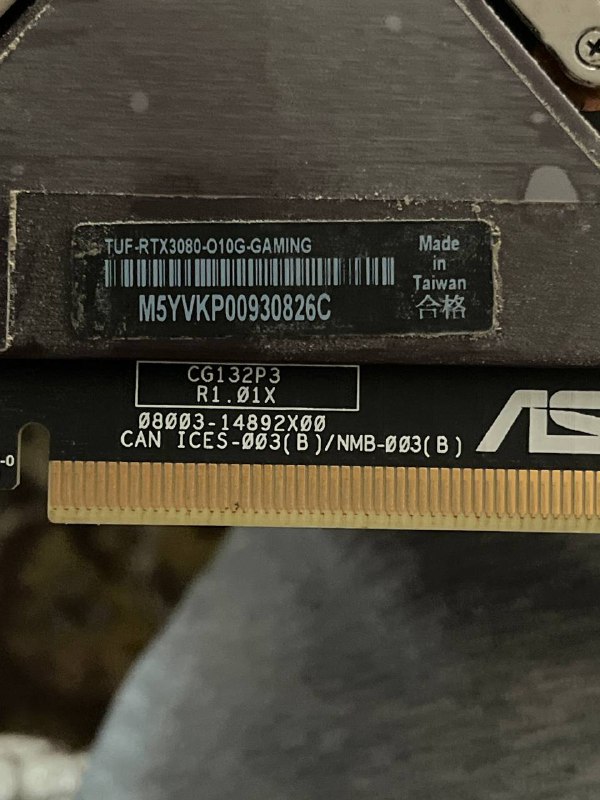 TUF-RTX3080-O10G-GAMING
M5YVKP00930826C
Made
in
Taiwan
合格
CG132P3
R1.01X
08003-14892X00
CAN ICES-003(B)/NMB-003(B)
-0